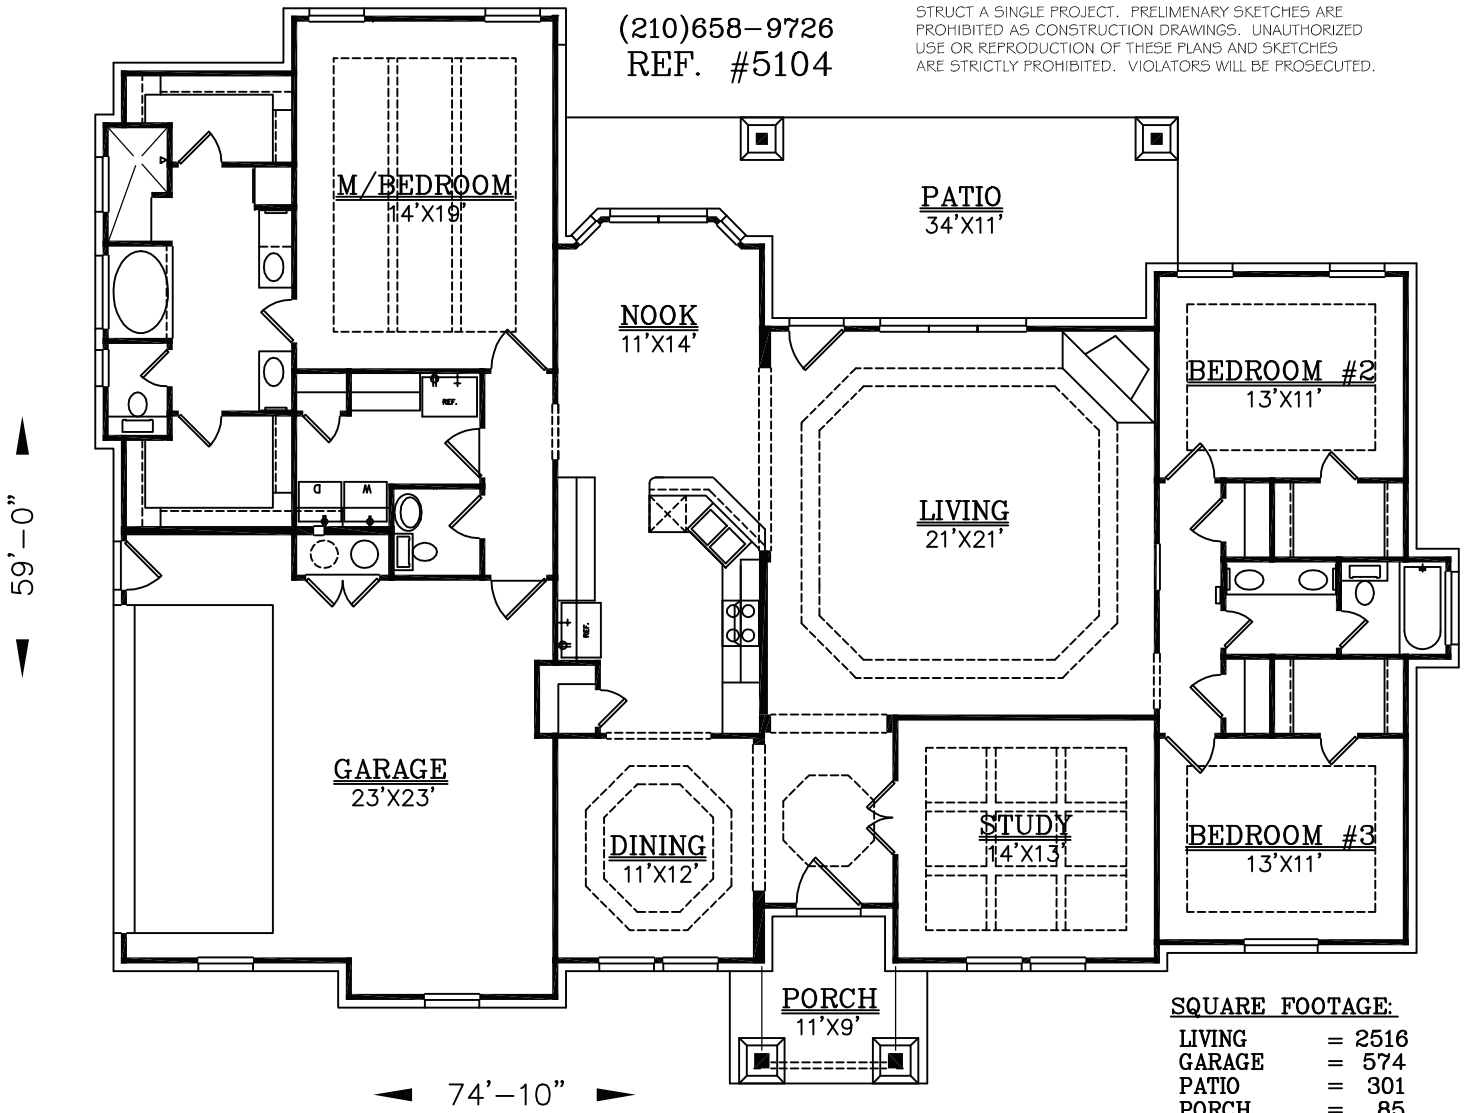 (210)658-9726
REF. #5104
STRUCT A SINGLE PROJECT. PRELIMENARY SKETCHES ARE
PROHIBITED AS CONSTRUCTION DRAWINGS. UNAUTHORIZED
USE OR REPRODUCTION OF THESE PLANS AND SKETCHES
ARE STRICTLY PROHIBITED. VIOLATORS WILL BE PROSECUTED.
M/BEDROOM
14'X19'
PATIO
34'X11'
NOOK
11'X14'
BEDROOM #2
13'X11'
REF.
D
W
LIVING
21'X21'
59'-0"
REF.
GARAGE
23'X23'
DINING
11'X12'
STUDY
14'X13'
BEDROOM #3
13'X11'
PORCH
11'X9'
74'-10"
SQUARE FOOTAGE:
LIVING = 2516
GARAGE = 574
PATIO = 301
PORCH = 85